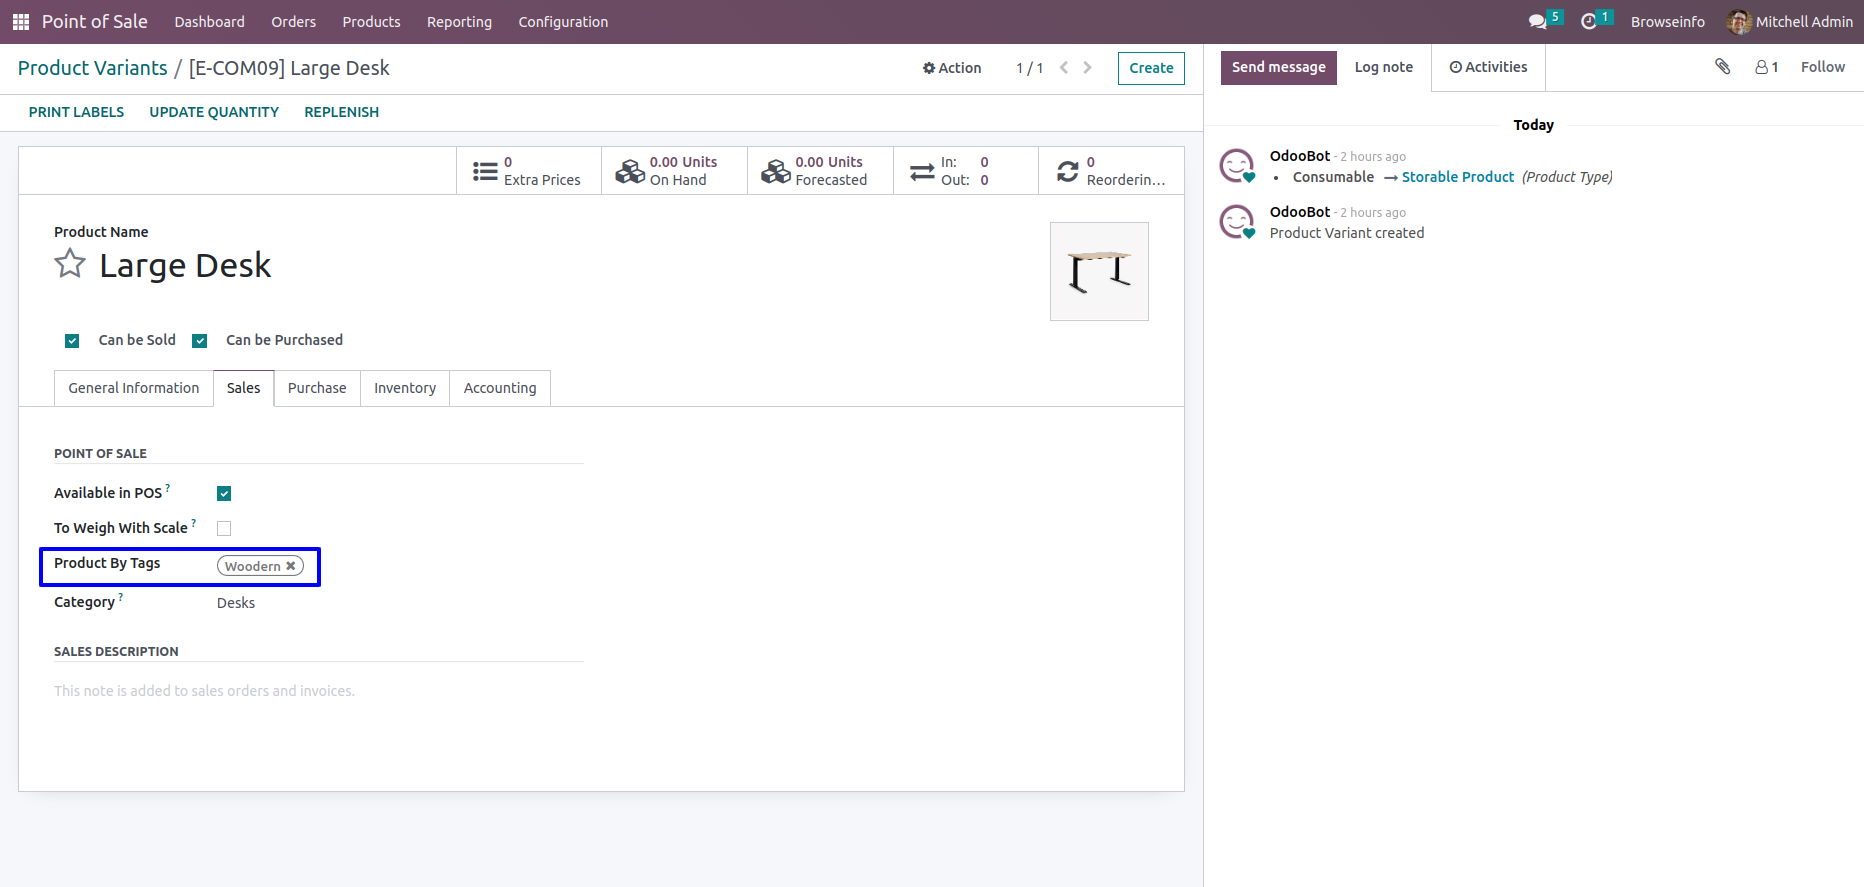 Point of Sale Dashboard Orders Products Reporting Configuration 5 1 Browseinfo Mitchell Admin
Product Variants / [E-COM09] Large Desk Action 1 / 1 Create
Send message Log note Activities 1 Follow
PRINT LABELS UPDATE QUANTITY REPLENISH
0
Extra Prices
0.00 Units
On Hand
0.00 Units
Forecasted
In: 0
Out: 0
0
Reorderin...
Product Name
Large Desk
Can be Sold Can be Purchased
General Information Sales Purchase Inventory Accounting
POINT OF SALE
Available in POS ?
To Weigh With Scale ?
Product By Tags Woodern ✖
Category ? Desks
SALES DESCRIPTION
This note is added to sales orders and invoices.
Today
OdooBot - 2 hours ago
• Consumable → Storable Product (Product Type)
OdooBot - 2 hours ago
Product Variant created